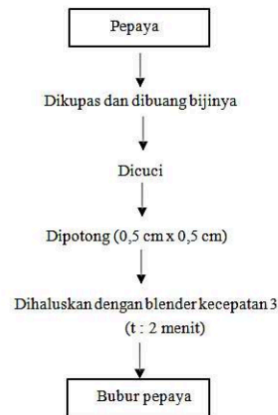 Pepaya
Dikupas dan dibuang bijinya
Dicuci
Dipotong (0,5 cm x 0,5 cm)
Dihaluskan dengan blender kecepatan 3
(t : 2 menit)
Bubur pepaya